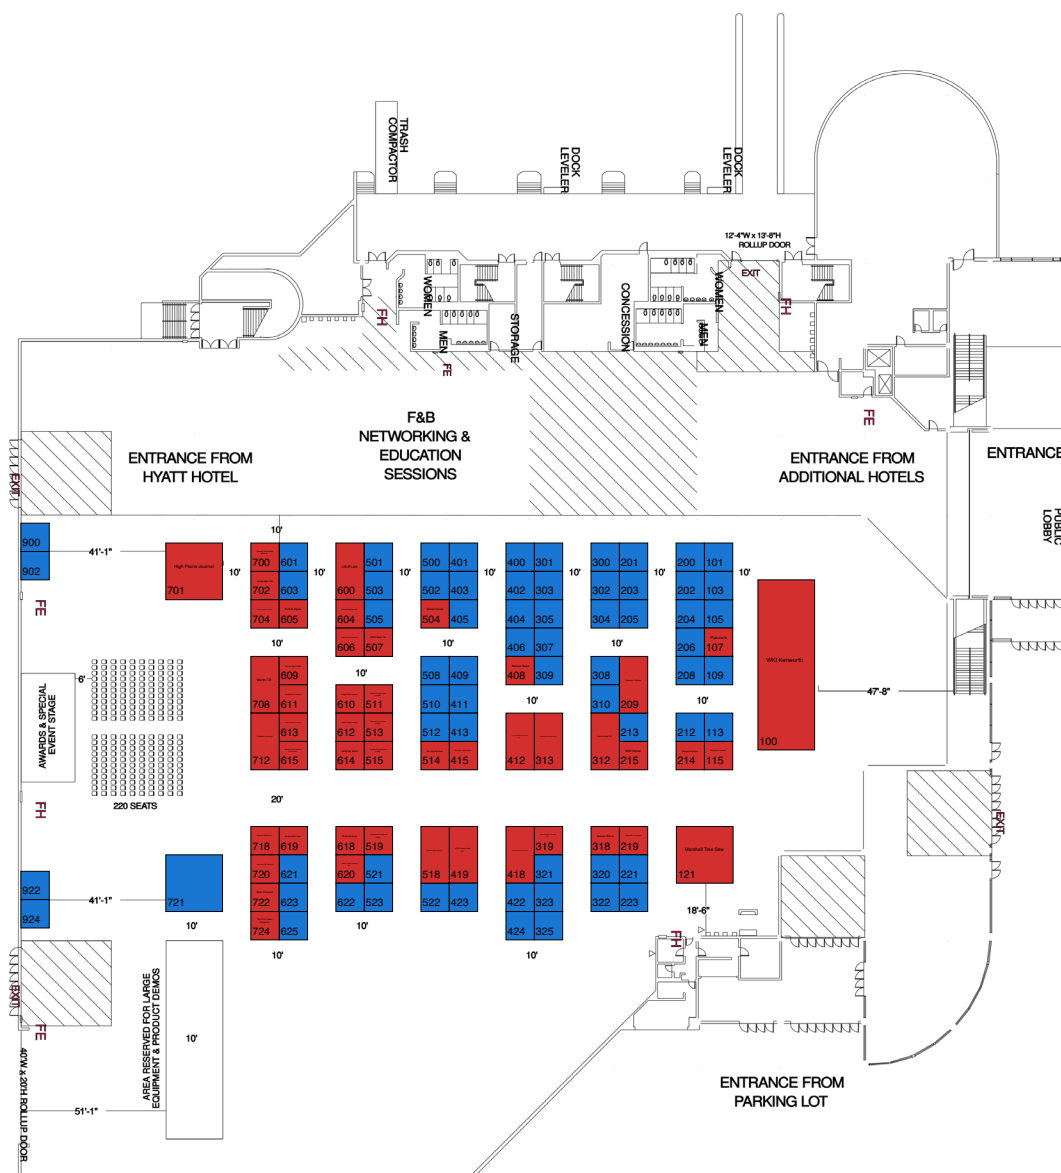 TRASH
COMPACTOR
DOCK
LEVELER
DOCK
LEVELER
12'-4"W x 13'-8"H
ROLLUP DOOR
EXIT
WOMEN
MEN
STORAGE
CONCESSION
WOMEN
MEN
FH
FH
FE
FE
F&B
NETWORKING &
EDUCATION
SESSIONS
ENTRANCE FROM
HYATT HOTEL
ENTRANCE FROM
ADDITIONAL HOTELS
ENTRANCE
PUBLIC
LOBBY
EXIT
10'
900
902
41'-1"
High Plains Journal
701
10'
10'
10'
10'
10'
10'
10'
700 601
702 603
704 605
600
604
501
503
505
606 507
500 401
502 403
504 405
400 301
402 303
404 305
406 307
408 309
300 201
302 203
304 205
200 101
202 103
204 105
206 107
208 109
FE
10'
10'
10'
WKI Kenworth
100
47'-8"
6'
AWARDS & SPECIAL
EVENT STAGE
220 SEATS
609
708 611
613
712 615
610 511
612 513
614 515
508 409
510 411
512 413
514 415
412 313
308
310 209
213
312 215
212 113
214 115
FH
20'
EXIT
718 619
720 621
722 623
724 625
618 519
620 521
622 523
518 419
522 423
319
418 321
422 323
424 325
318 219
320 221
322 223
Marshall Tree Saw
121
18'-6"
922
924
41'-1"
721
10'
10'
10'
10'
FH
EXIT
FE
AREA RESERVED FOR LARGE
EQUIPMENT & PRODUCT DEMOS
10'
40'W x 20'H ROLLUP DOOR
51'-1"
ENTRANCE FROM
PARKING LOT